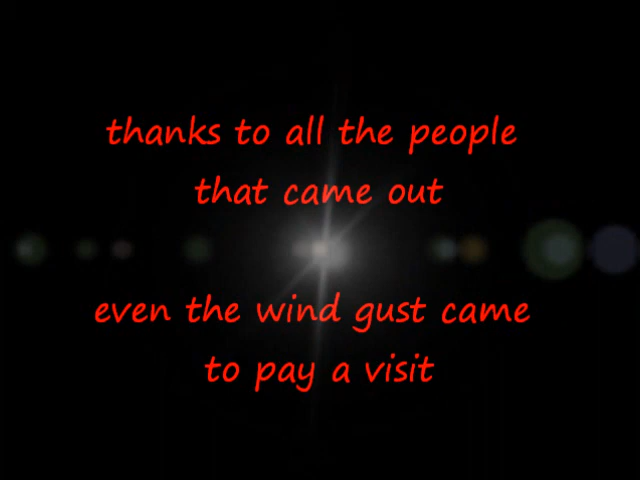 thanks to all the people
that came out
even the wind gust came
to pay a visit